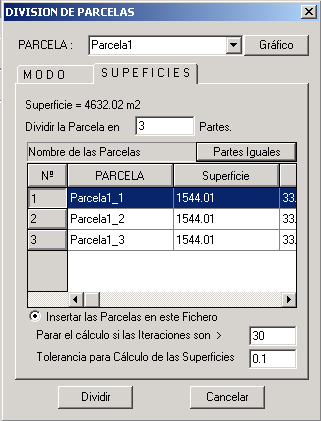 DIVISION DE PARCELAS
PARCELA : Parcela1 Gráfico
MODO SUPEFICIES
Superficie = 4632.02 m2
Dividir la Parcela en 3 Partes.
Nombre de las Parcelas Partes Iguales
Nº PARCELA Superficie
1 Parcela1_1 1544.01 33.
2 Parcela1_2 1544.01 33.
3 Parcela1_3 1544.01 33.
Insertar las Parcelas en este Fichero
Parar el cálculo si las Iteraciones son > 30
Tolerancia para Cálculo de las Superficies 0.1
Dividir Cancelar